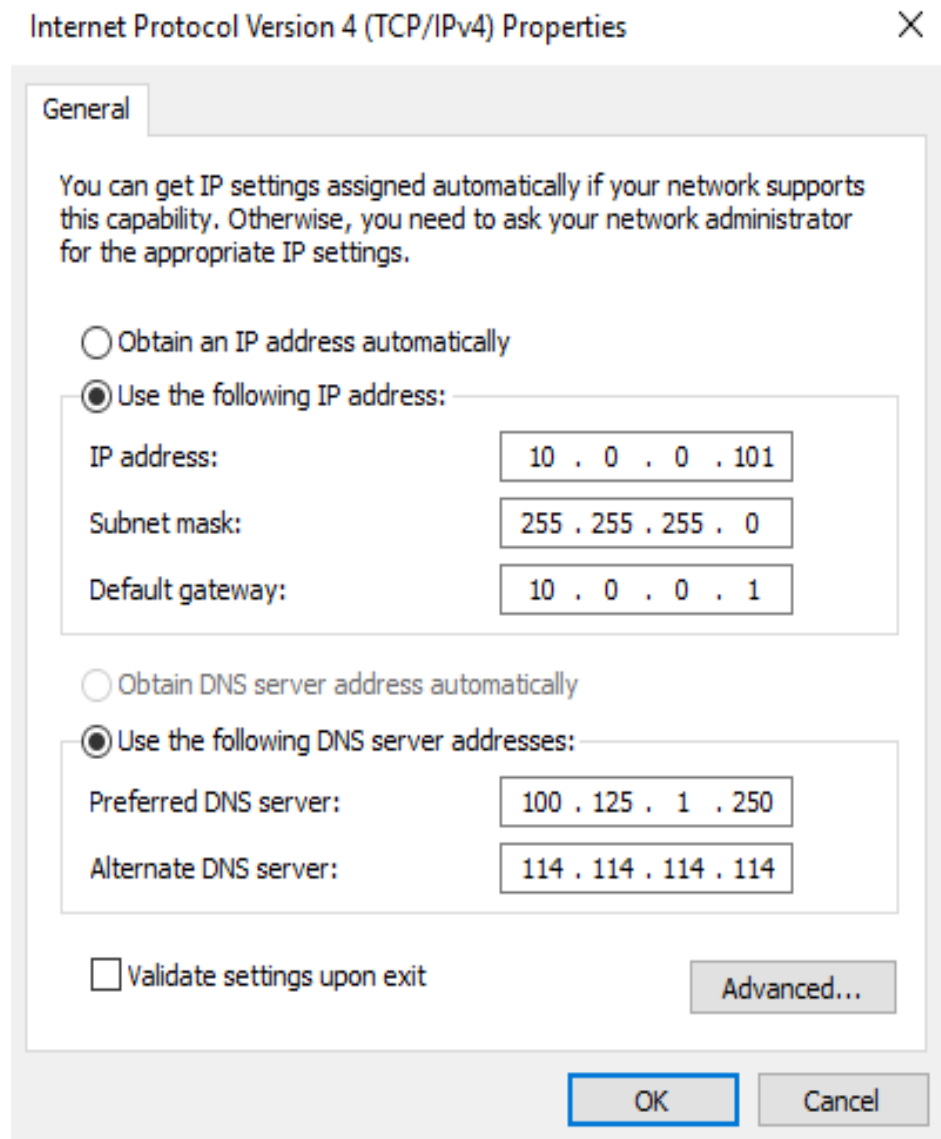 Internet Protocol Version 4 (TCP/IPv4) Properties
General
You can get IP settings assigned automatically if your network supports
this capability. Otherwise, you need to ask your network administrator
for the appropriate IP settings.
Obtain an IP address automatically
Use the following IP address:
IP address: 10 . 0 . 0 . 101
Subnet mask: 255 . 255 . 255 . 0
Default gateway: 10 . 0 . 0 . 1
Obtain DNS server address automatically
Use the following DNS server addresses:
Preferred DNS server: 100 . 125 . 1 . 250
Alternate DNS server: 114 . 114 . 114 . 114
Validate settings upon exit
Advanced...
OK Cancel